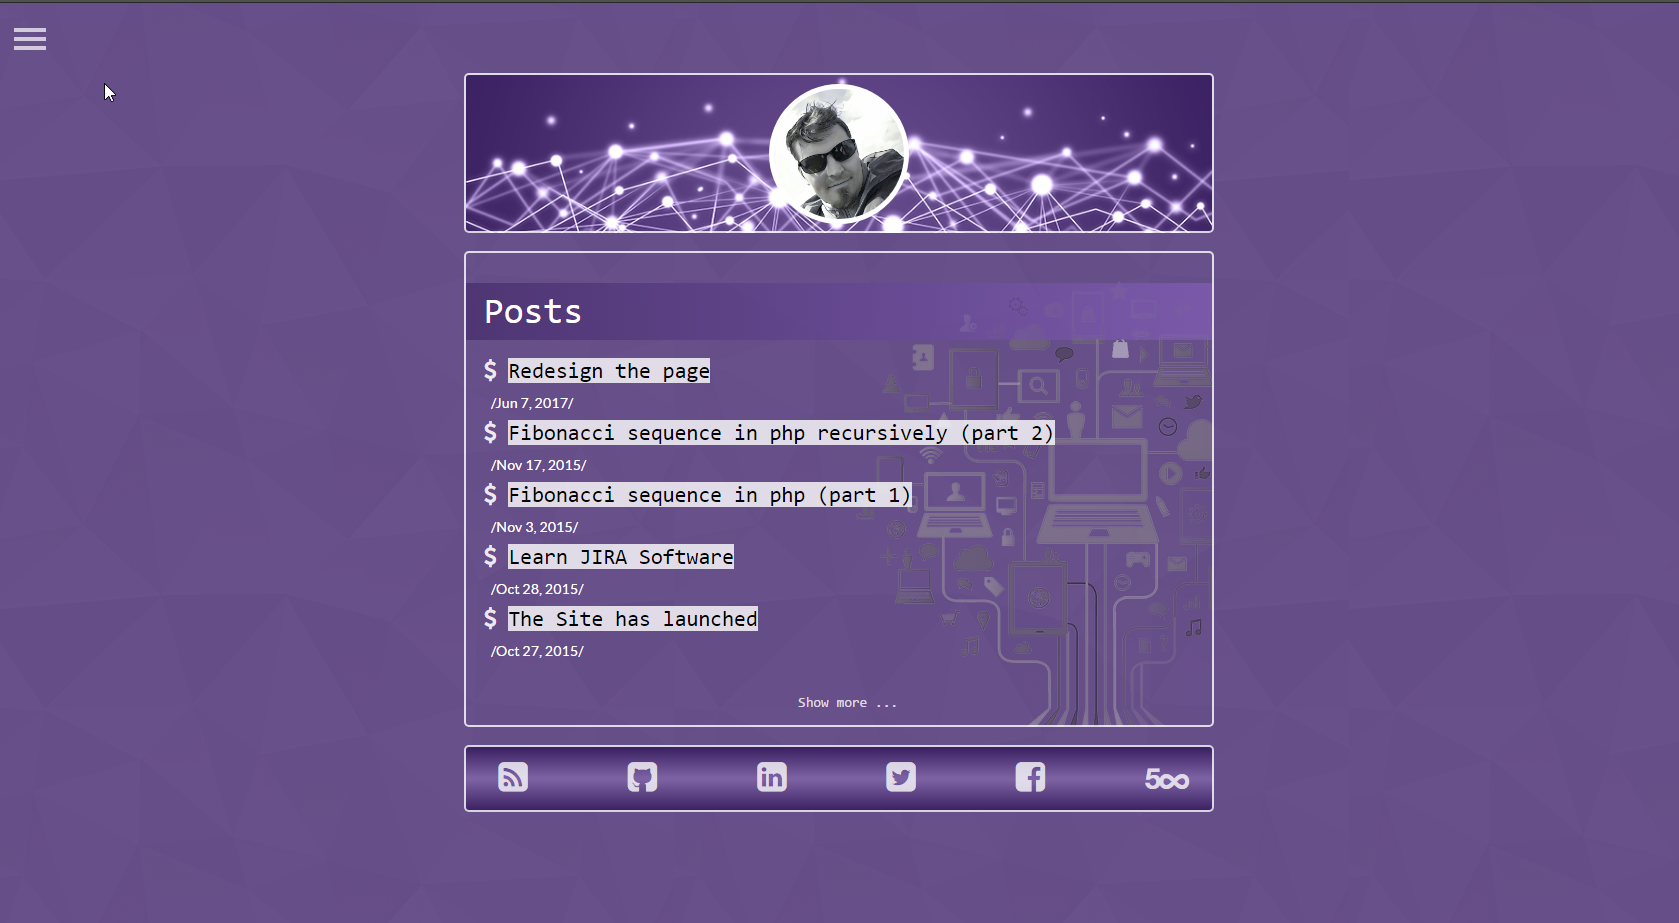 Posts
$ Redesign the page
/Jun 7, 2017/
$ Fibonacci sequence in php recursively (part 2)
/Nov 17, 2015/
$ Fibonacci sequence in php (part 1)
/Nov 3, 2015/
$ Learn JIRA Software
/Oct 28, 2015/
$ The Site has launched
/Oct 27, 2015/
Show more ...
in
5